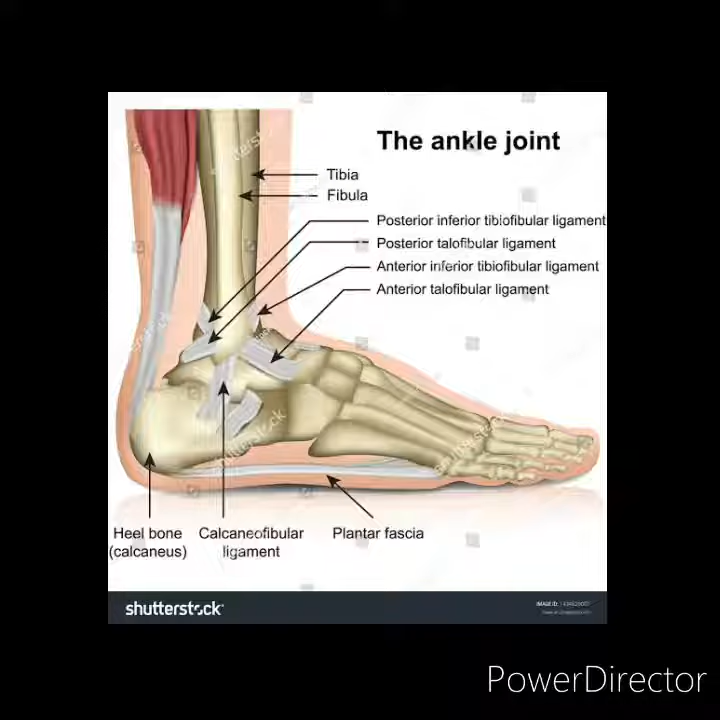 The ankle joint
Tibia
Fibula
Posterior inferior tibiofibular ligament
Posterior talofibular ligament
Anterior inferior tibiofibular ligament
Anterior talofibular ligament
Heel bone
(calcaneus)
Calcaneofibular
ligament
Plantar fascia
shutterstock
PowerDirector